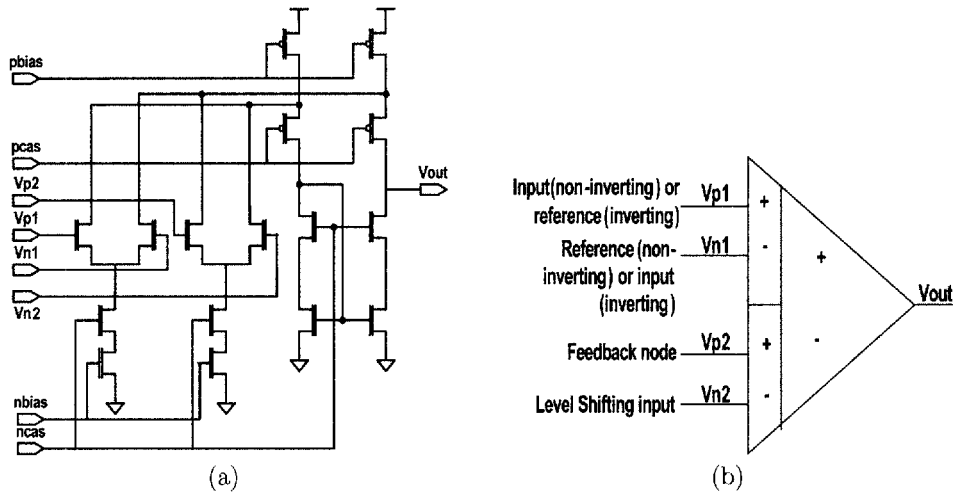 pbias
pcas
Vp2
Vp1
Vn1
Vn2
nbias
ncas
Vout
(a)
Input(non-inverting) or
reference(inverting)
Vp1
+
Reference (non-
inverting) or input
(inverting)
Vn1
-
+
Vout
Feedback node
Vp2
+
-
Level Shifting input
Vn2
-
(b)